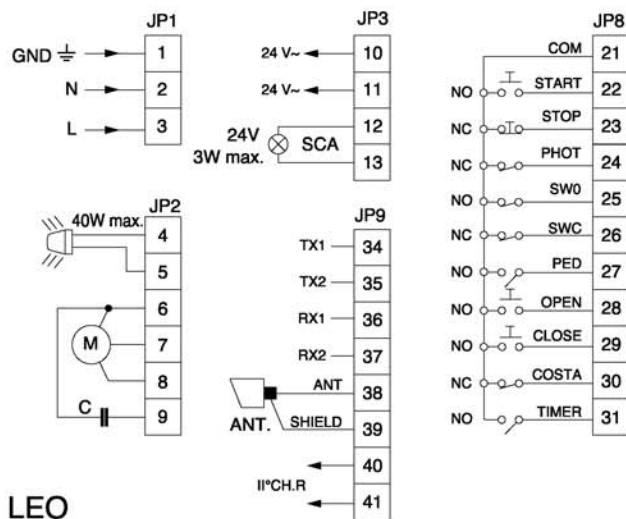 JP1
GND 1
N 2
L 3
JP3
24 V~ 10
24 V~ 11
24V 3W max. SCA 12
13
JP8
COM 21
NO START 22
NC STOP 23
NC PHOT 24
NO SW0 25
NC SWC 26
NO PED 27
NO OPEN 28
NO CLOSE 29
NC COSTA 30
NO TIMER 31
JP2
40W max. 4
5
6
M 7
8
C 9
JP9
TX1 34
TX2 35
RX1 36
RX2 37
ANT 38
ANT. SHIELD 39
40
II°CH.R
41
LEO